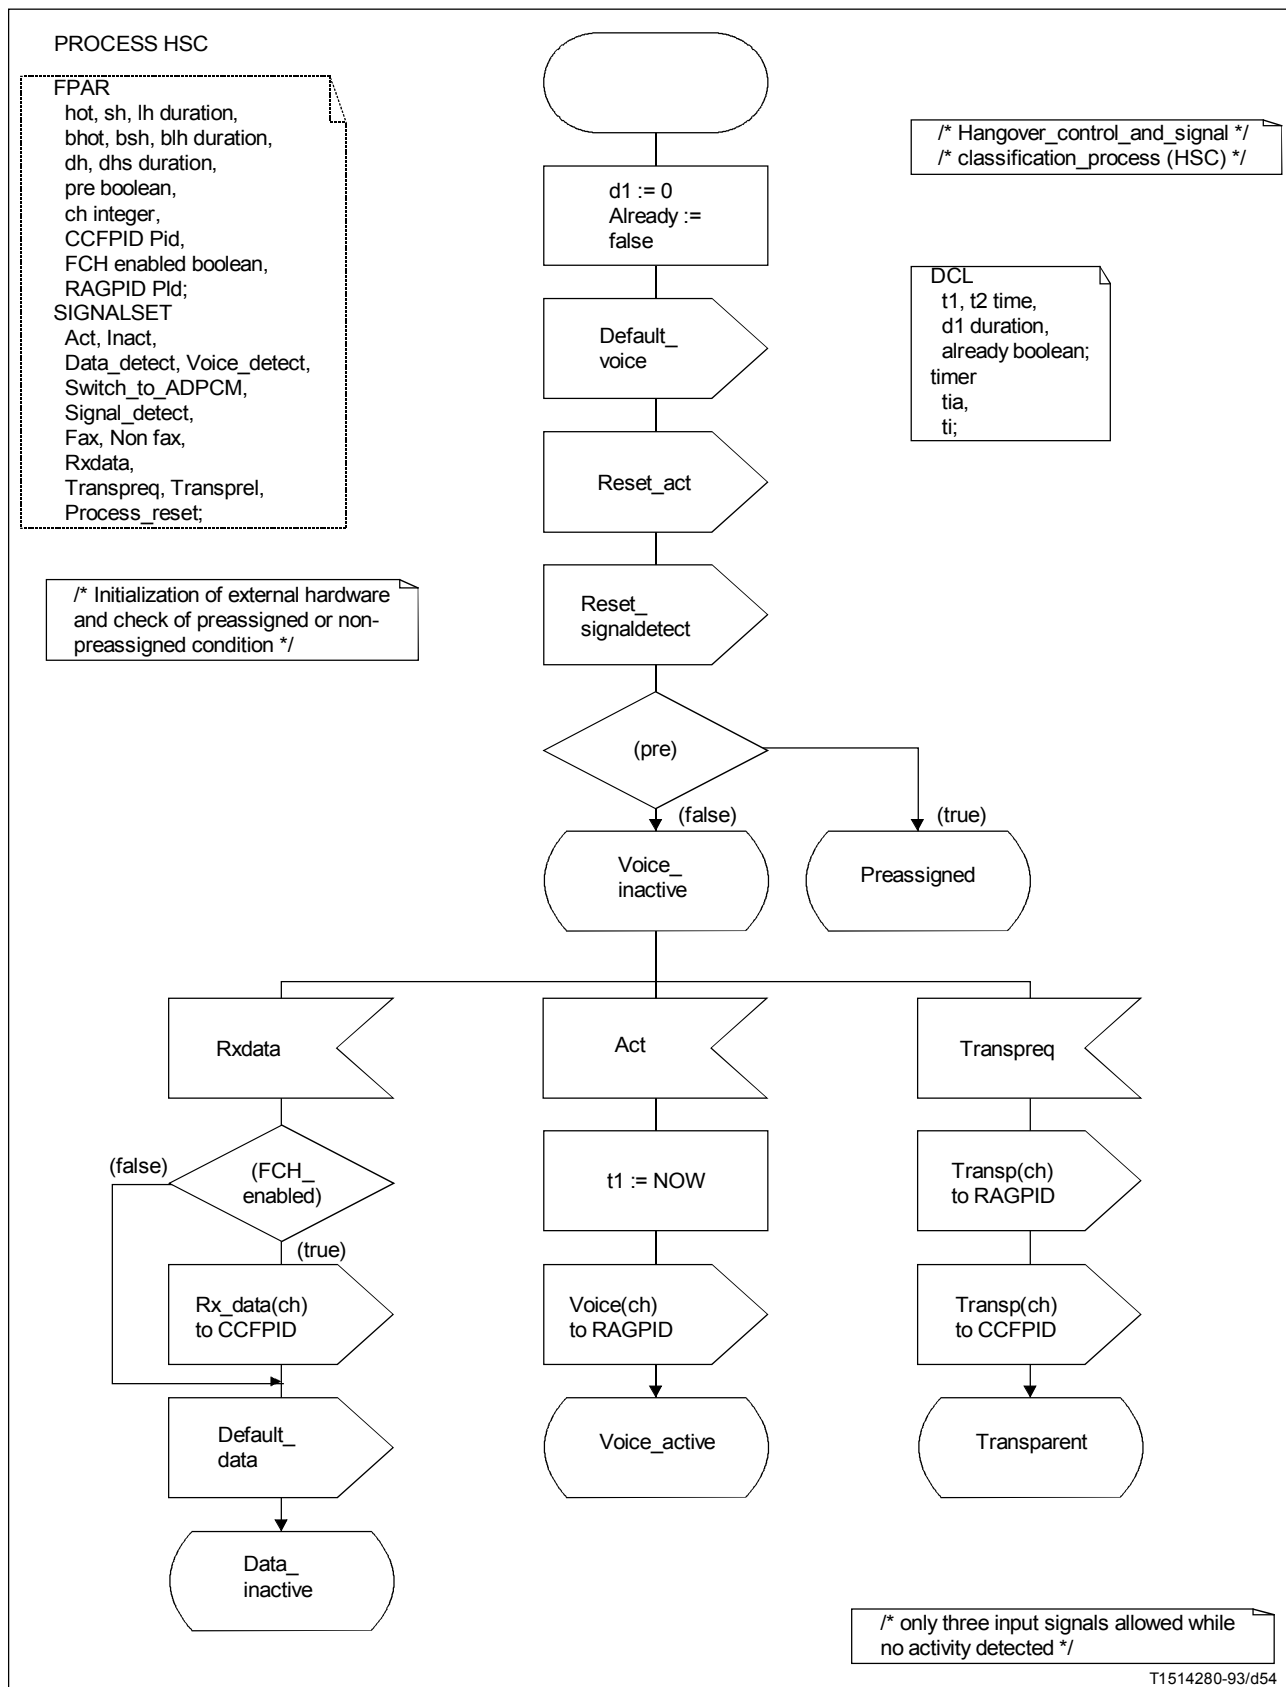 PROCESS HSC
FPAR
hot, sh, lh duration,
bhot, bsh, blh duration,
dh, dhs duration,
pre boolean,
ch integer,
CCFPID Pid,
FCH enabled boolean,
RAGPID Pld;
SIGNALSET
Act, Inact,
Data_detect, Voice_detect,
Switch_to_ADPCM,
Signal_detect,
Fax, Non fax,
Rxdata,
Transpreq, Transprel,
Process_reset;
/* Initialization of external hardware
and check of preassigned or non-
preassigned condition */
/* Hangover_control_and_signal */
/* classification_process (HSC) */
DCL
t1, t2 time,
d1 duration,
already boolean;
timer
tia,
ti;
d1 := 0
Already :=
false
Default_
voice
Reset_act
Reset_
signaldetect
(pre)
(false)
(true)
Voice_
inactive
Preassigned
Rxdata
Act
Transpreq
(false)
(FCH_
enabled)
(true)
t1 := NOW
Transp(ch)
to RAGPID
Rx_data(ch)
to CCFPID
Voice(ch)
to RAGPID
Transp(ch)
to CCFPID
Default_
data
Voice_active
Transparent
Data_
inactive
/* only three input signals allowed while
no activity detected */
T1514280-93/d54